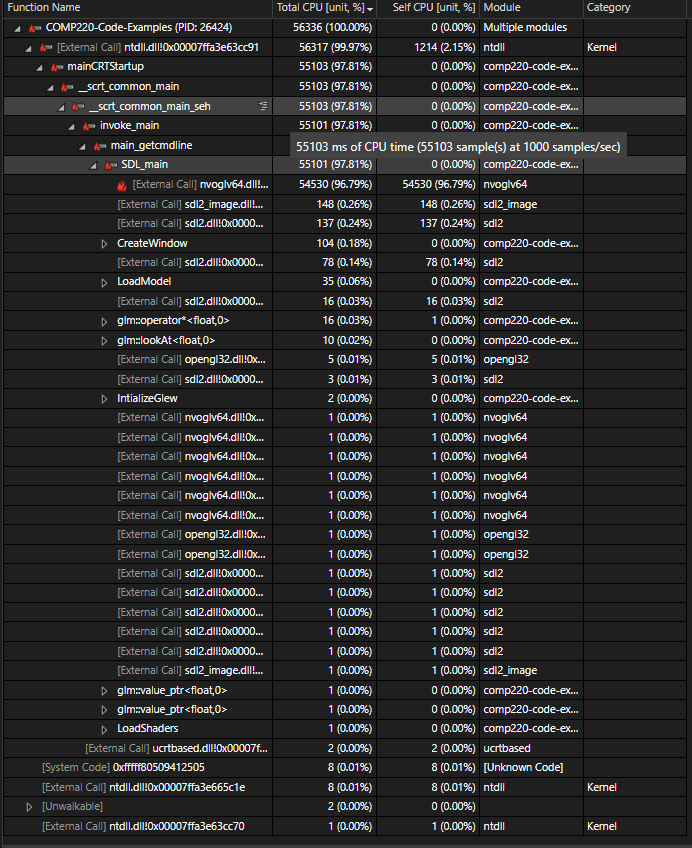 Function Name Total CPU [unit, %] Self CPU [unit, %] Module Category
COMP220-Code-Examples (PID: 26424) 56336 (100.00%) 0 (0.00%) Multiple modules
[External Call] ntdll.dll!0x00007ffa3e63cc91 56317 (99.97%) 1214 (2.15%) ntdll Kernel
mainCRTStartup 55103 (97.81%) 0 (0.00%) comp220-code-ex...
__scrt_common_main 55103 (97.81%) 0 (0.00%) comp220-code-ex...
__scrt_common_main_seh 55103 (97.81%) 0 (0.00%) comp220-code-ex...
invoke_main 55101 (97.81%) 0 (0.00%) comp220-code-ex...
main_getcmdline
55103 ms of CPU time (55103 sample(s) at 1000 samples/sec)
SDL_main 55101 (97.81%) 0 (0.00%) comp220-code-ex...
[External Call] nvoglv64.dll!... 54530 (96.79%) 54530 (96.79%) nvoglv64
[External Call] sdl2_image.dll!... 148 (0.26%) 148 (0.26%) sdl2_image
[External Call] sdl2.dll!0x0000... 137 (0.24%) 137 (0.24%) sdl2
CreateWindow 104 (0.18%) 0 (0.00%) comp220-code-ex...
[External Call] sdl2.dll!0x0000... 78 (0.14%) 78 (0.14%) sdl2
LoadModel 35 (0.06%) 0 (0.00%) comp220-code-ex...
[External Call] sdl2.dll!0x0000... 16 (0.03%) 16 (0.03%) sdl2
glm::operator*<float,0> 16 (0.03%) 1 (0.00%) comp220-code-ex...
glm::lookAt<float,0> 10 (0.02%) 0 (0.00%) comp220-code-ex...
[External Call] opengl32.dll!0x... 5 (0.01%) 5 (0.01%) opengl32
[External Call] sdl2.dll!0x0000... 3 (0.01%) 3 (0.01%) sdl2
IntializeGlew 2 (0.00%) 0 (0.00%) comp220-code-ex...
[External Call] nvoglv64.dll!0x... 1 (0.00%) 1 (0.00%) nvoglv64
[External Call] nvoglv64.dll!0x... 1 (0.00%) 1 (0.00%) nvoglv64
[External Call] nvoglv64.dll!0x... 1 (0.00%) 1 (0.00%) nvoglv64
[External Call] nvoglv64.dll!0x... 1 (0.00%) 1 (0.00%) nvoglv64
[External Call] nvoglv64.dll!0x... 1 (0.00%) 1 (0.00%) nvoglv64
[External Call] nvoglv64.dll!0x... 1 (0.00%) 1 (0.00%) nvoglv64
[External Call] opengl32.dll!0x... 1 (0.00%) 1 (0.00%) opengl32
[External Call] opengl32.dll!0x... 1 (0.00%) 1 (0.00%) opengl32
[External Call] sdl2.dll!0x0000... 1 (0.00%) 1 (0.00%) sdl2
[External Call] sdl2.dll!0x0000... 1 (0.00%) 1 (0.00%) sdl2
[External Call] sdl2.dll!0x0000... 1 (0.00%) 1 (0.00%) sdl2
[External Call] sdl2.dll!0x0000... 1 (0.00%) 1 (0.00%) sdl2
[External Call] sdl2.dll!0x0000... 1 (0.00%) 1 (0.00%) sdl2
[External Call] sdl2_image.dll!... 1 (0.00%) 1 (0.00%) sdl2_image
glm::value_ptr<float,0> 1 (0.00%) 0 (0.00%) comp220-code-ex...
glm::value_ptr<float,0> 1 (0.00%) 0 (0.00%) comp220-code-ex...
LoadShaders 1 (0.00%) 0 (0.00%) comp220-code-ex...
[External Call] ucrtbased.dll!0x00007f... 2 (0.00%) 2 (0.00%) ucrtbased
[System Code] 0xfffff80509412505 8 (0.01%) 8 (0.01%) [Unknown Code]
[External Call] ntdll.dll!0x00007ffa3e665c1e 8 (0.01%) 8 (0.01%) ntdll Kernel
[Unwalkable] 2 (0.00%) 0 (0.00%)
[External Call] ntdll.dll!0x00007ffa3e63cc70 1 (0.00%) 1 (0.00%) ntdll Kernel